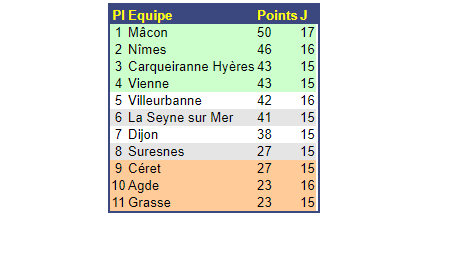 Pl Equipe Points J
1 Mâcon 50 17
2 Nîmes 46 16
3 Carqueiranne Hyères 43 15
4 Vienne 43 15
5 Villeurbanne 42 16
6 La Seyne sur Mer 41 15
7 Dijon 38 15
8 Suresnes 27 15
9 Céret 27 15
10 Agde 23 16
11 Grasse 23 15